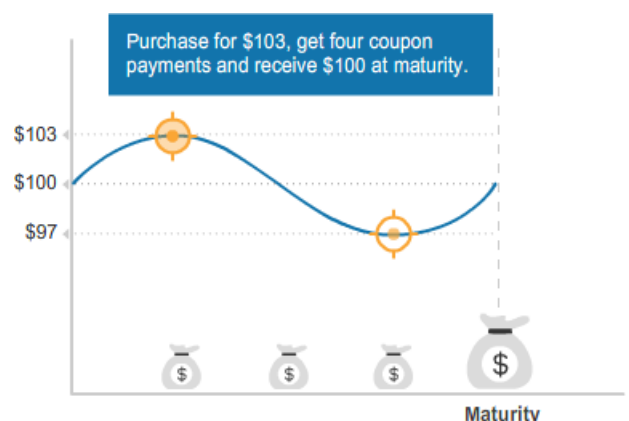 Purchase for $103, get four coupon
payments and receive $100 at maturity.
$103
$100
$97
$
$
$
$
Maturity